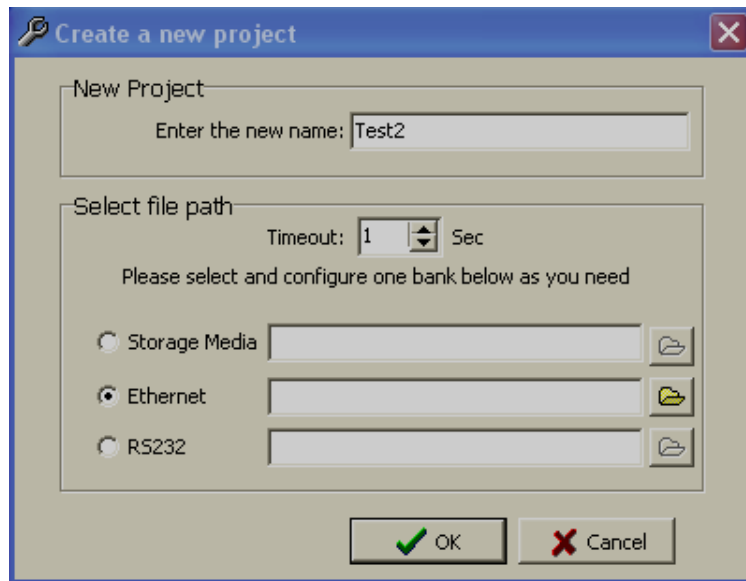 Create a new project
New Project
Enter the new name: Test2
Select file path
Timeout: 1 Sec
Please select and configure one bank below as you need
Storage Media
Ethernet
RS232
OK Cancel